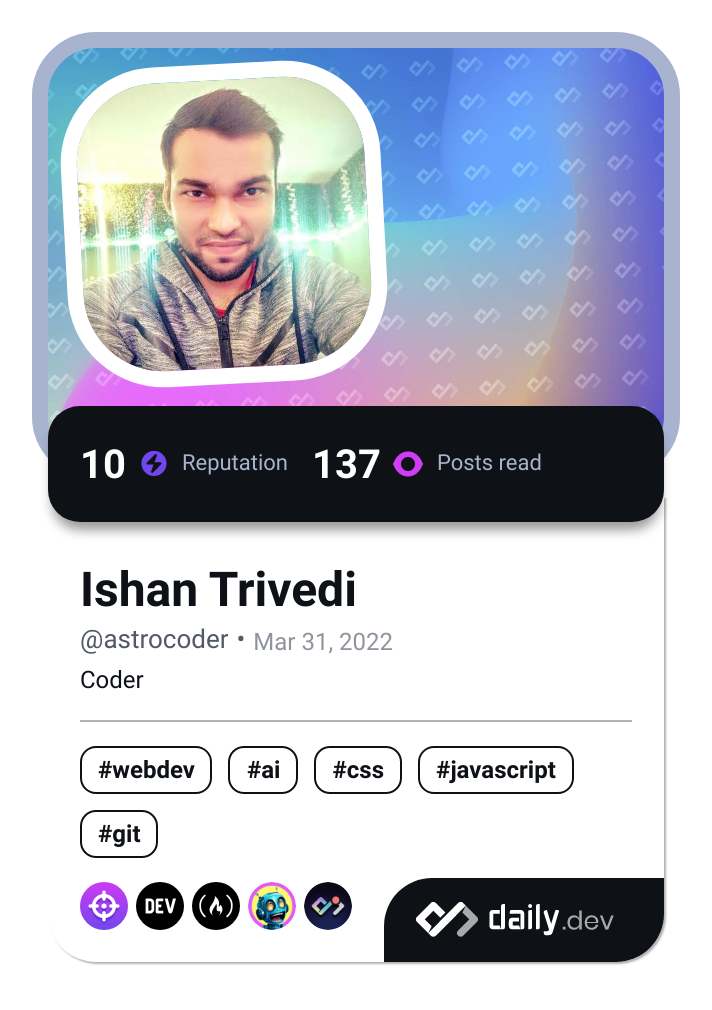 10 Reputation 137 Posts read
Ishan Trivedi
@astrocoder • Mar 31, 2022
Coder
#webdev #ai #css #javascript
#git
DEV
daily.dev